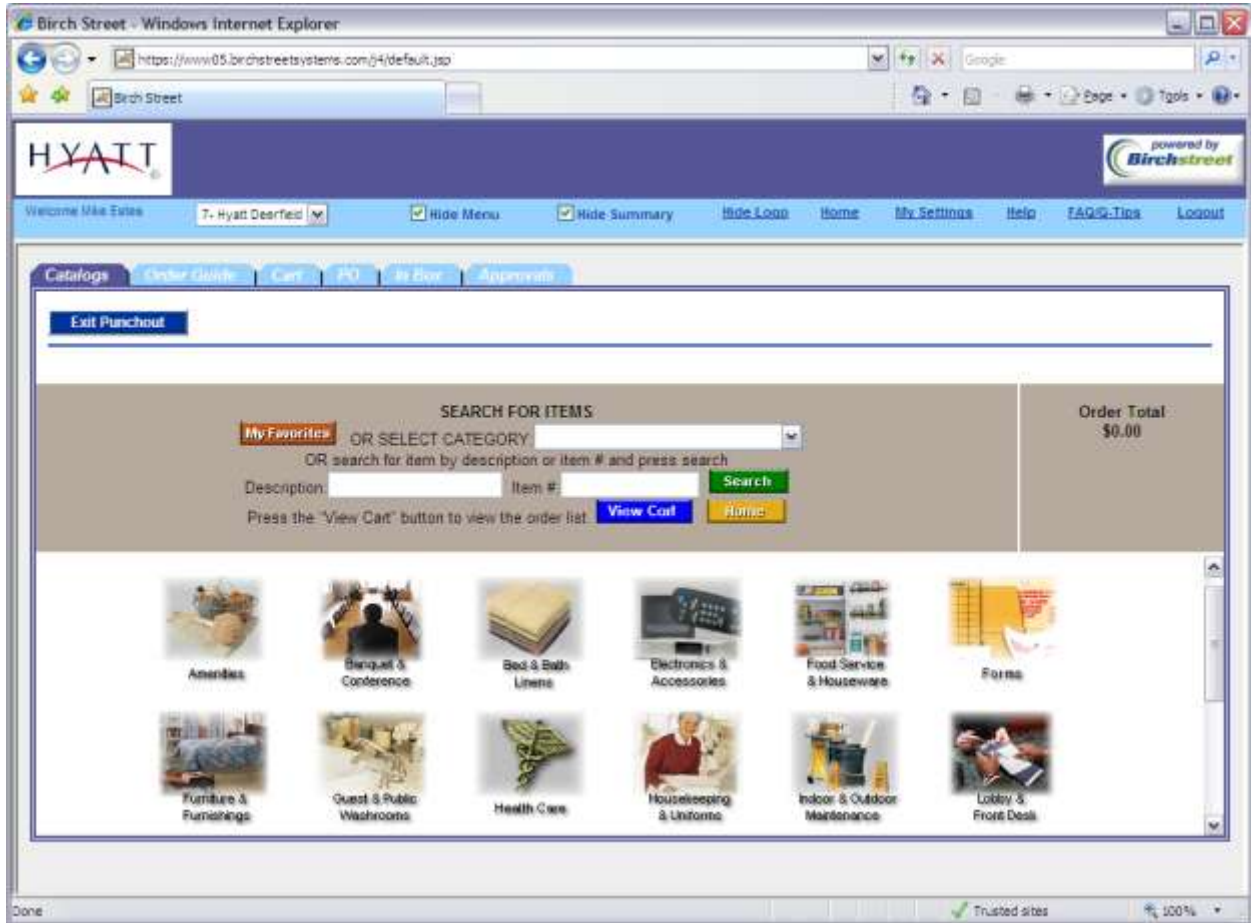 Birch Street - Windows Internet Explorer
https://www05.birchstreetsystems.com/j4/default.jsp
Google
Birch Street
Page
Tools
HYATT
powered by
Birchstreet
Welcome Mike Estes
7- Hyatt Deerfield
Hide Menu
Hide Summary
Hide Logo
Home
My Settings
Help
FAQ/Q-Tips
Logout
Catalogs
Order Guide
Cart
PO
In Box
Approvals
Exit Punchout
SEARCH FOR ITEMS
My Favorites OR SELECT CATEGORY:
OR search for item by description or item # and press search
Description: Item #: Search
Press the "View Cart" button to view the order list. View Cart Home
Order Total
$0.00
Amenities
Banquet &
Conference
Bed & Bath
Linens
Electronics &
Accessories
Food Service
& Houseware
Forms
Furniture &
Furnishings
Guest & Public
Washrooms
Health Care
Housekeeping
& Uniforms
Indoor & Outdoor
Maintenance
Lobby &
Front Desk
Done
Trusted sites
100%